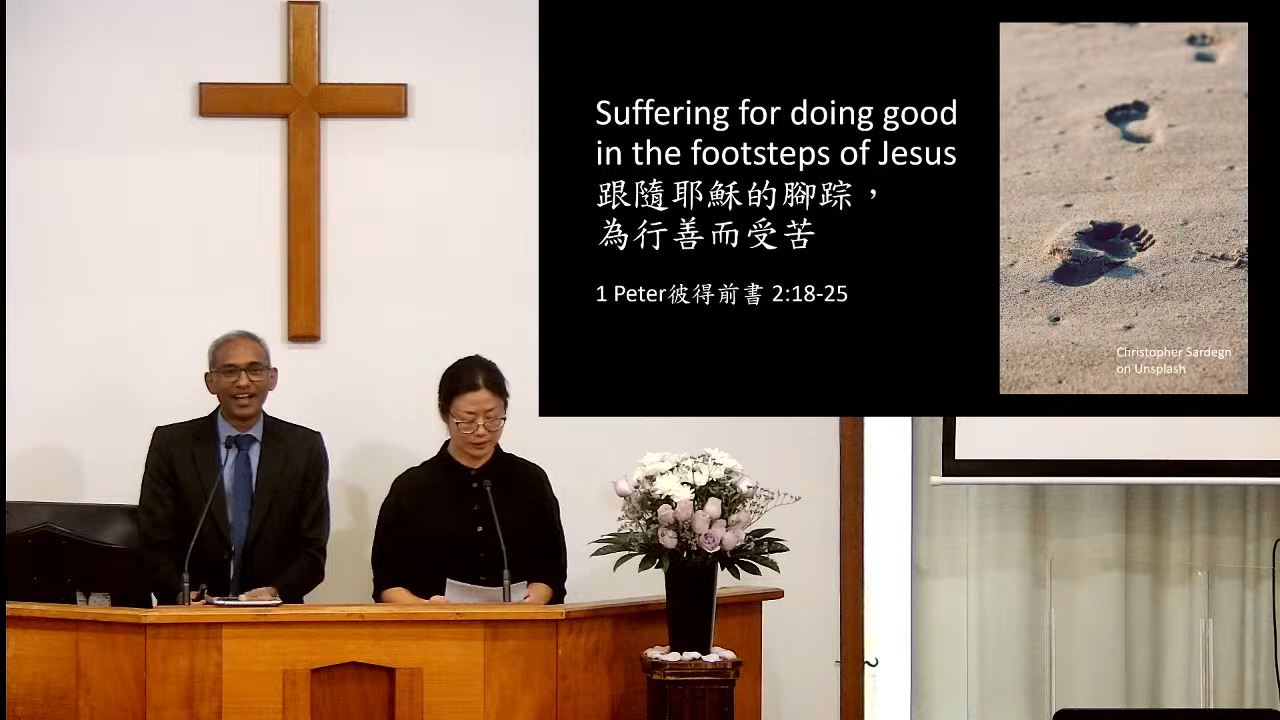 Suffering for doing good
in the footsteps of Jesus
跟隨耶穌的腳踪，
為行善而受苦
1 Peter彼得前書 2:18-25
Christopher Sardegn
on Unsplash